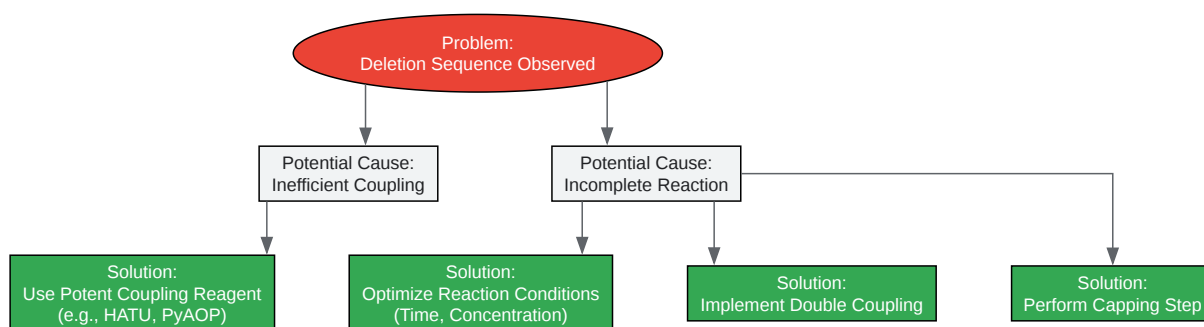 Problem:
Deletion Sequence Observed
Potential Cause:
Inefficient Coupling
Potential Cause:
Incomplete Reaction
Solution:
Use Potent Coupling Reagent
(e.g., HATU, PyAOP)
Solution:
Optimize Reaction Conditions
(Time, Concentration)
Solution:
Implement Double Coupling
Solution:
Perform Capping Step